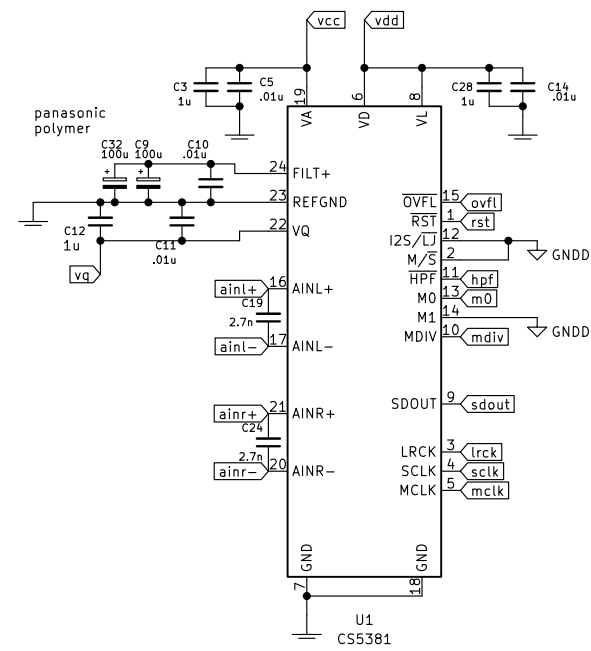 vcc
vdd
C3
1u
C5
.01u
19
VA
6
VD
8
VL
C28
1u
C14
.01u
panasonic
polymer
C32
100u
C9
100u
C10
.01u
24
FILT+
23
REFGND
22
VQ
C12
1u
C11
.01u
vq
OVFL
15
ovfl
RST
1
rst
I2S/LJ
12
M/S
2
GNDD
HPF
11
hpf
M0
13
m0
M1
14
GNDD
MDIV
10
mdiv
ainl+
16
AINL+
C19
2.7n
ainl-
17
AINL-
ainr+
21
AINR+
C24
2.7n
ainr-
20
AINR-
SDOUT
9
sdout
LRCK
3
lrck
SCLK
4
sclk
MCLK
5
mclk
GND
7
GND
18
U1
CS5381